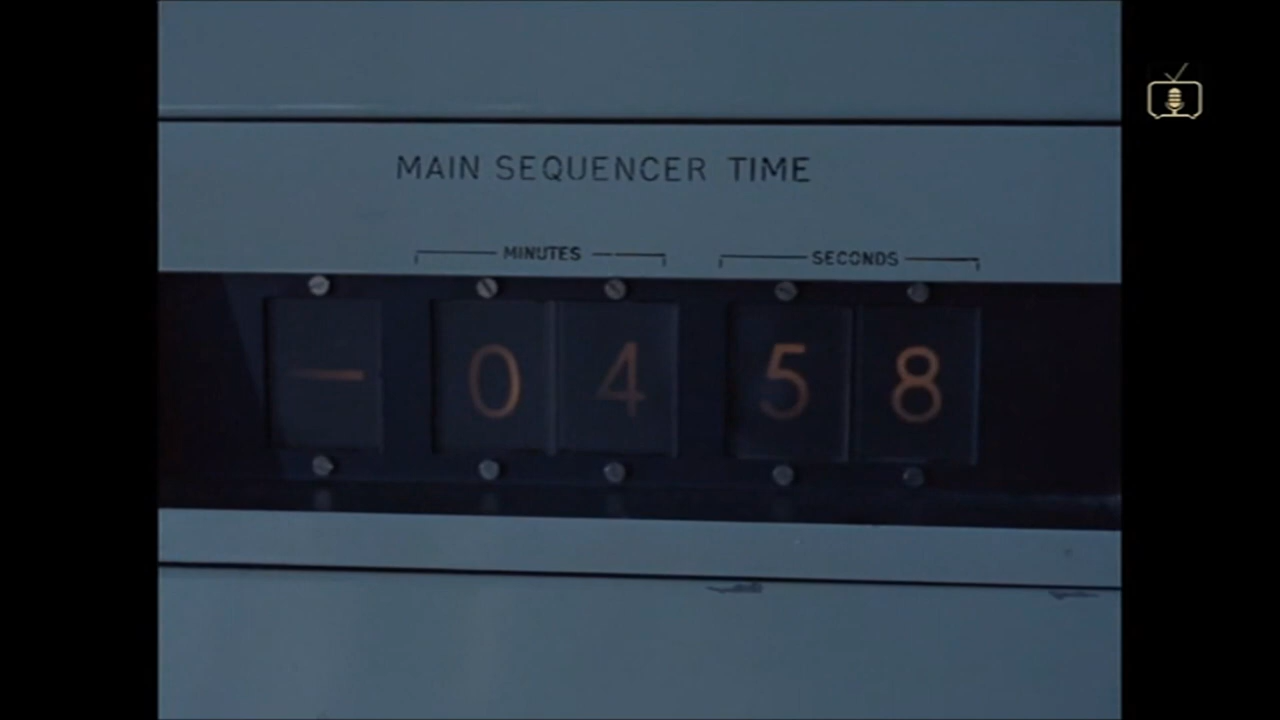 MAIN SEQUENCER TIME
MINUTES SECONDS
– 04 58